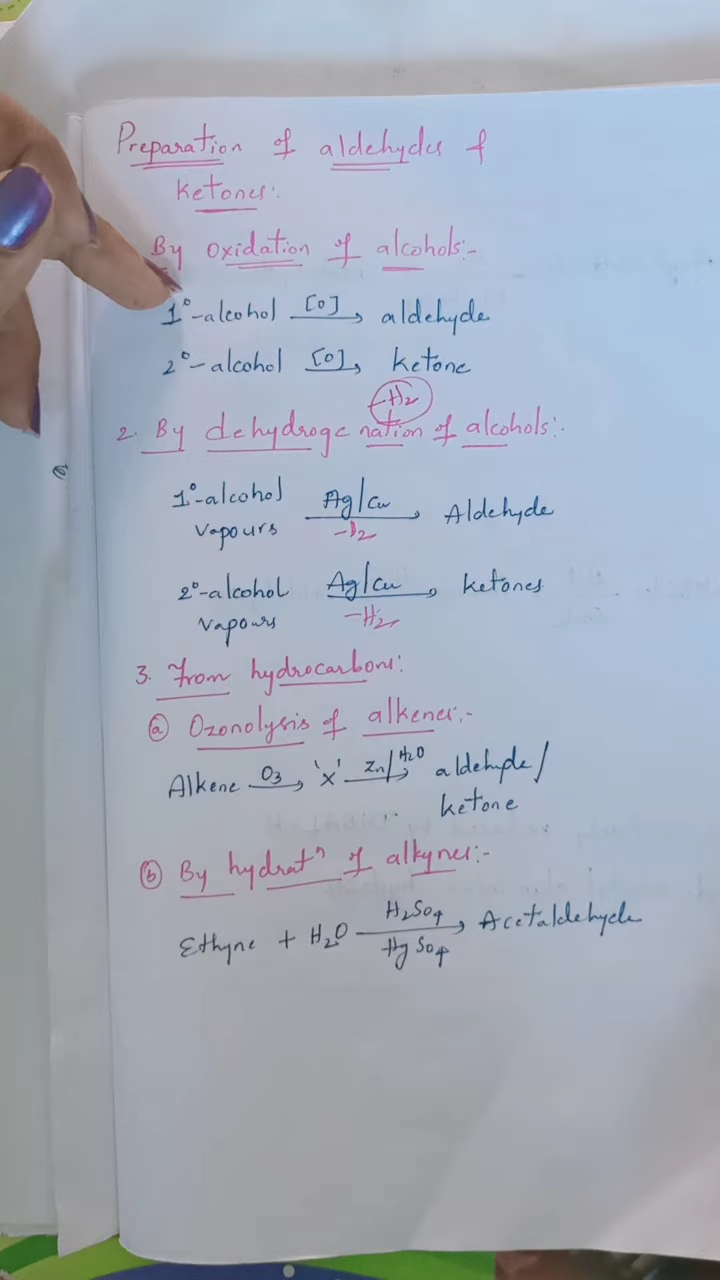 Preparation of aldehydes &
ketones:
By oxidation of alcohols:-
1°-alcohol [O] → aldehyde
2°-alcohol [O] → ketone
-H2
2. By dehydrogenation of alcohols:-
1°-alcohol Ag/Cu → Aldehyde
vapours -H2
2°-alcohol Ag/Cu → ketones
vapours -H2
3. From hydrocarbons:
(a) Ozonolysis of alkenes:-
Alkene O3 → 'X' Zn/H2O → aldehyde/
ketone
(b) By hydratn of alkynes:-
Ethyne + H2O H2SO4 → Acetaldehyde
HgSO4